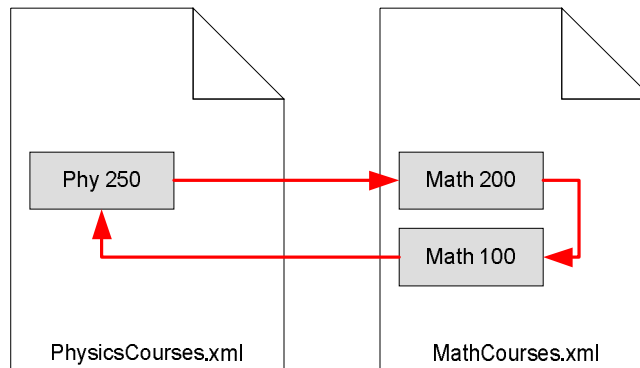 Phy 250
Math 200
Math 100
PhysicsCourses.xml
MathCourses.xml